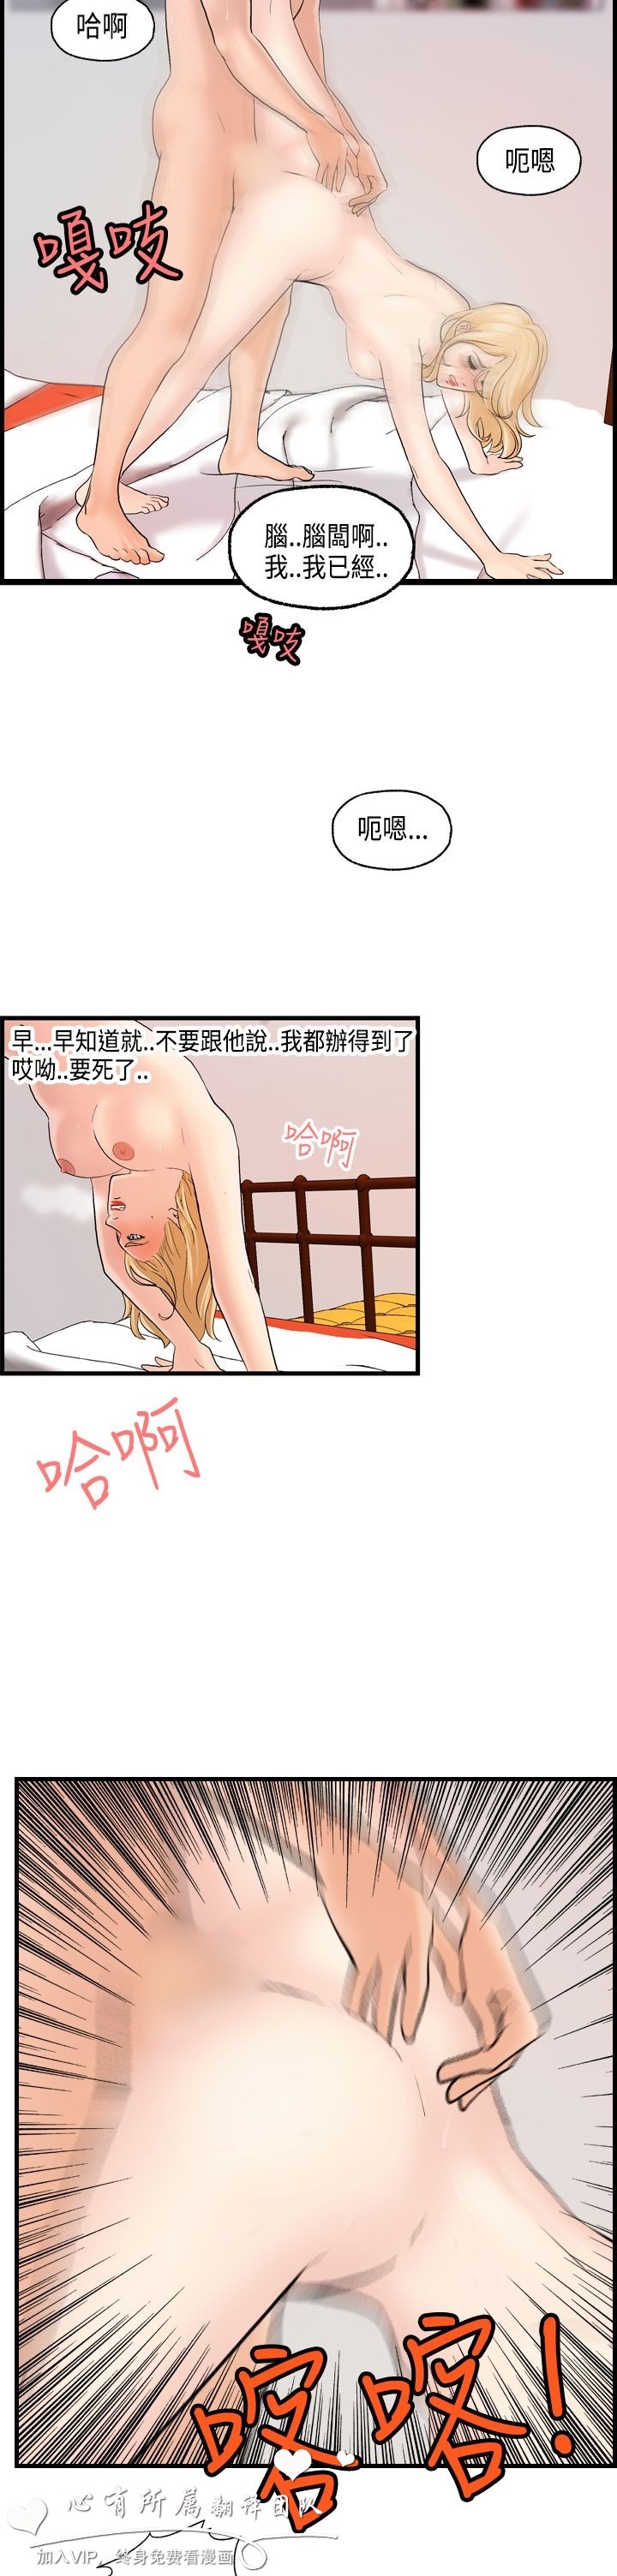 哈啊
呃嗯
嘎吱
腦..腦闆啊..
我..我已經..
嘎吱
呃嗯...
早...早知道就..不要跟他說..我都辦得到了
哎呦..要死了..
哈啊
哈啊
喀喀!
心有所属翻译团队
加入VIP，终身免费看漫画